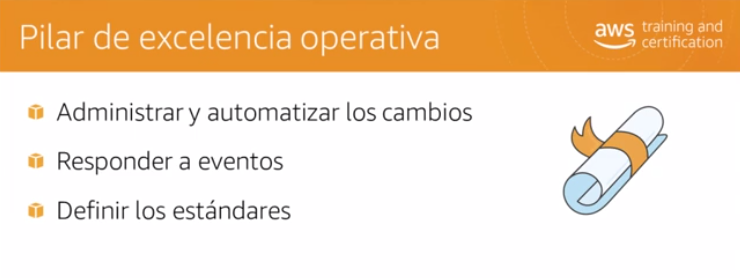 Pilar de excelencia operativa
aws training and
certification
Administrar y automatizar los cambios
Responder a eventos
Definir los estándares